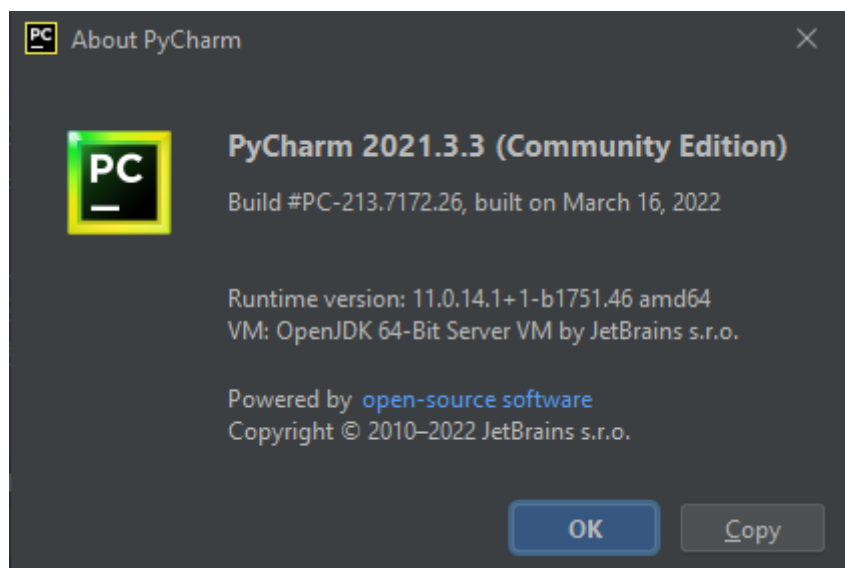 PC About PyCharm
PC
PyCharm 2021.3.3 (Community Edition)
Build #PC-213.7172.26, built on March 16, 2022
Runtime version: 11.0.14.1+1-b1751.46 amd64
VM: OpenJDK 64-Bit Server VM by JetBrains s.r.o.
Powered by open-source software
Copyright © 2010–2022 JetBrains s.r.o.
OK Copy